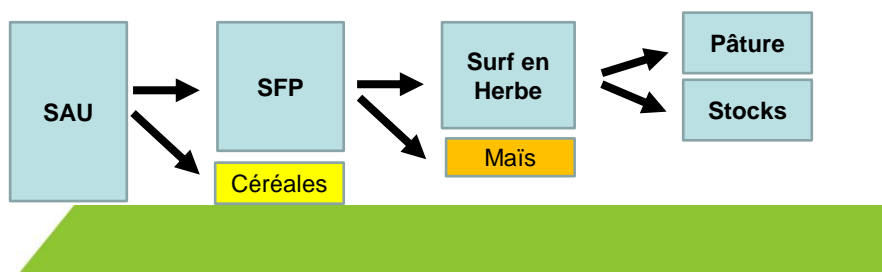 SAU
SFP
Céréales
Surf en
Herbe
Maïs
Pâture
Stocks